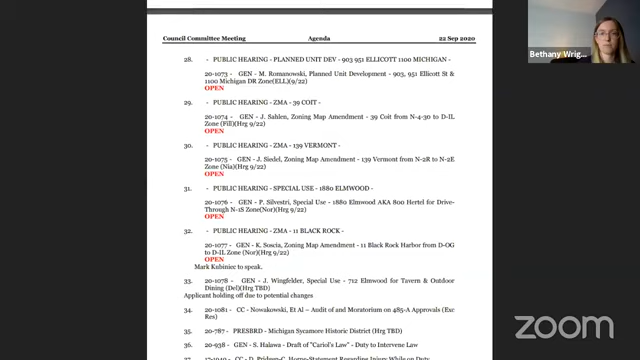 Council Committee Meeting Agenda 22 Sep 2020
28. - PUBLIC HEARING - PLANNED UNIT DEV - 903 951 ELLICOTT 1100 MICHIGAN -
20-1073 - GEN - M. Romanowski, Planned Unit Development - 903, 951 Ellicott St &
1100 Michigan DR Zone(ELL)(9/22)
OPEN
29. - PUBLIC HEARING - ZMA - 39 COIT -
20-1074 - GEN - J. Sahlen, Zoning Map Amendment - 39 Coit from N-4-30 to D-IL
Zone (Fill)(Hrg 9/22)
OPEN
30. - PUBLIC HEARING - ZMA - 139 VERMONT -
20-1075 - GEN - J. Siedel, Zoning Map Amendment - 139 Vermont from N-2R to N-2E
Zone (Nia)(Hrg 9/22)
OPEN
31. - PUBLIC HEARING - SPECIAL USE - 1880 ELMWOOD -
20-1076 - GEN - P. Silvestri, Special Use - 1880 Elmwood AKA 800 Hertel for Drive-
Through N-1S Zone(Nor)(Hrg 9/22)
OPEN
32. - PUBLIC HEARING - ZMA - 11 BLACK ROCK -
20-1077 - GEN - K. Soscia, Zoning Map Amendment - 11 Black Rock Harbor from D-OG
to D-IL Zone (Nor)(Hrg 9/22)
OPEN
Mark Kubiniec to speak.
33. - 20-1078 - GEN - J. Wingfelder, Special Use - 712 Elmwood for Tavern & Outdoor
Dining (Del)(Hrg TBD)
Applicant holding off due to potential changes
34. - 20-1081 - CC - Nowakowski, Et Al – Audit of and Moratorium on 485-A Approvals (Exc
Res)
35. - 20-787 - PRESBRD - Michigan Sycamore Historic District (Hrg TBD)
36. - 20-938 - GEN - S. Halawa - Draft of "Cariol's Law" - Duty to Intervene Law
Bethany Wrig...
zoom